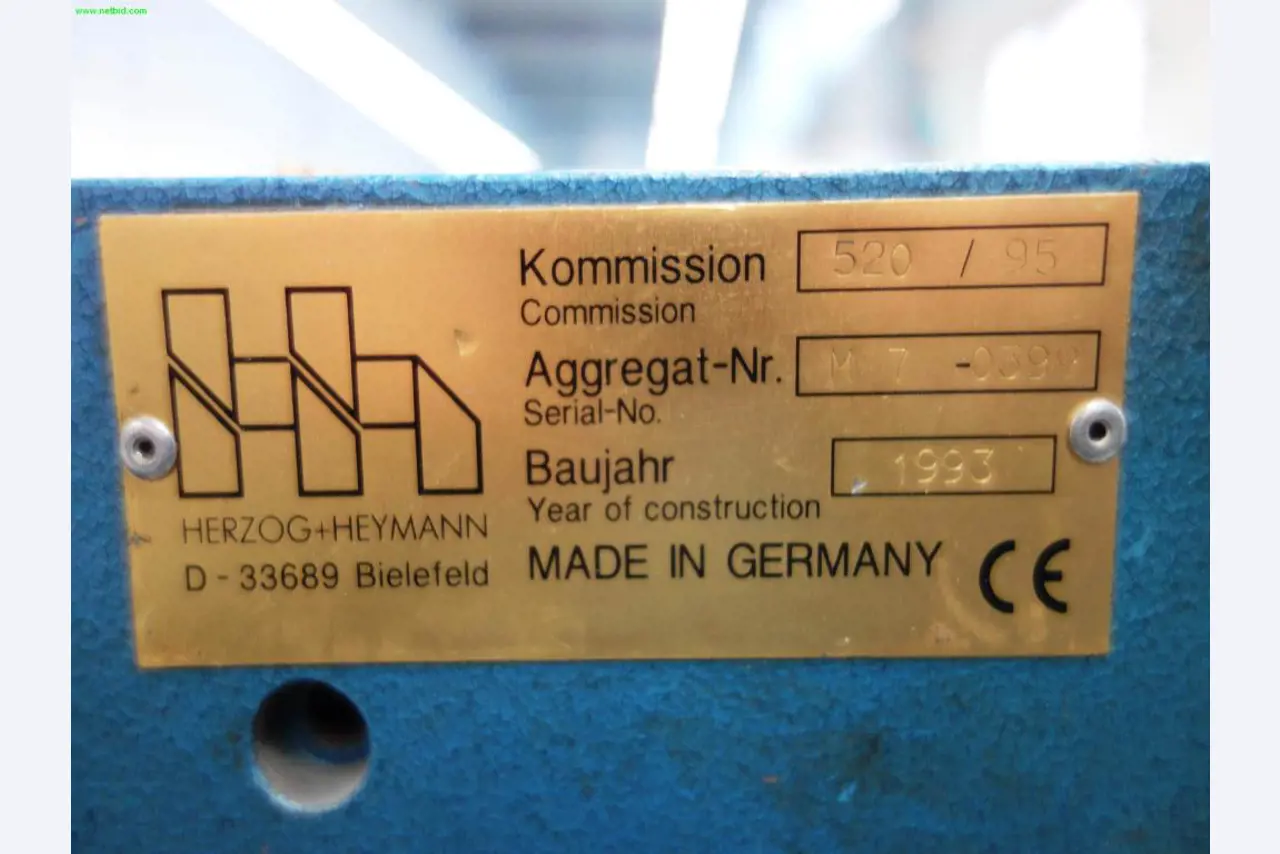 www.netbid.com
Kommission 520 / 95
Commission
Aggregat-Nr. M 7
Serial-No.
Baujahr 1993
Year of construction
HERZOG+HEYMANN
D - 33689 Bielefeld
MADE IN GERMANY CE